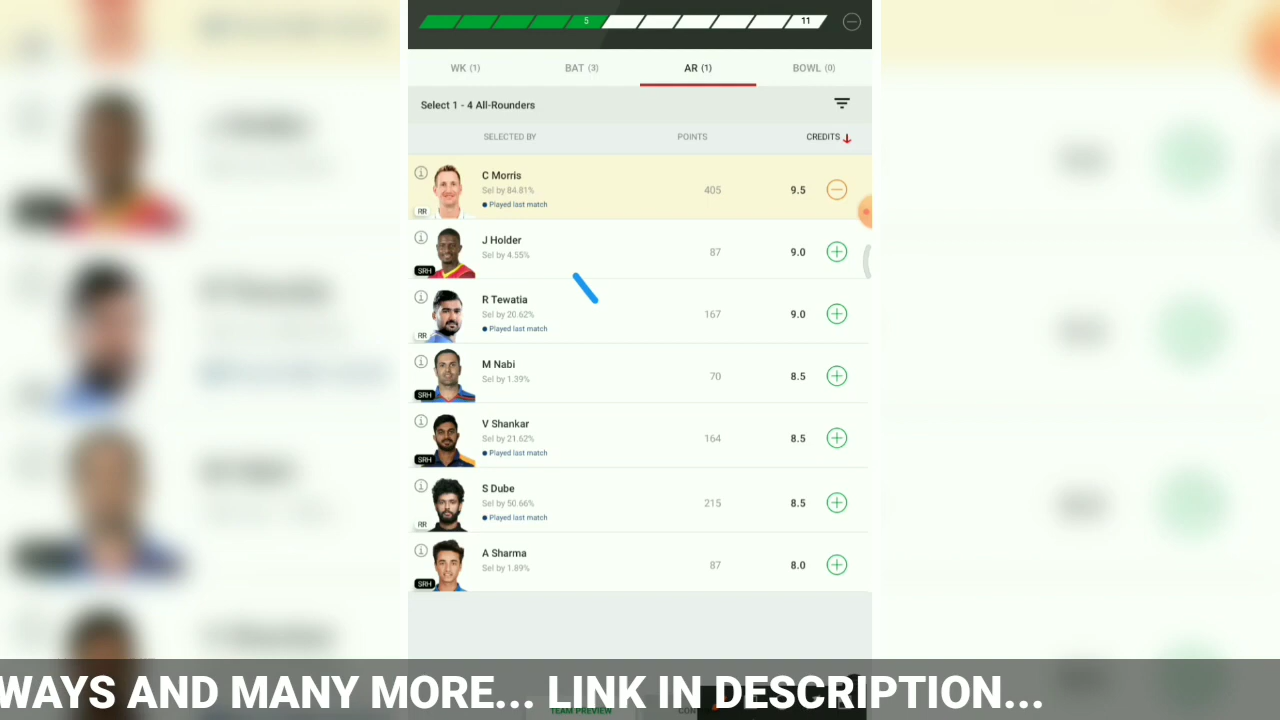 5
11
WK (1)
BAT (3)
AR (1)
BOWL (0)
Select 1 - 4 All-Rounders
SELECTED BY
POINTS
CREDITS
C Morris
Sel by 84.81%
Played last match
RR
405
9.5
J Holder
Sel by 4.55%
SRH
87
9.0
R Tewatia
Sel by 20.62%
Played last match
RR
167
9.0
M Nabi
Sel by 1.39%
SRH
70
8.5
V Shankar
Sel by 21.62%
Played last match
SRH
164
8.5
S Dube
Sel by 50.66%
Played last match
RR
215
8.5
A Sharma
Sel by 1.89%
SRH
87
8.0
WAYS AND MANY MORE... LINK IN DESCRIPTION...
TEAM PREVIEW
CON